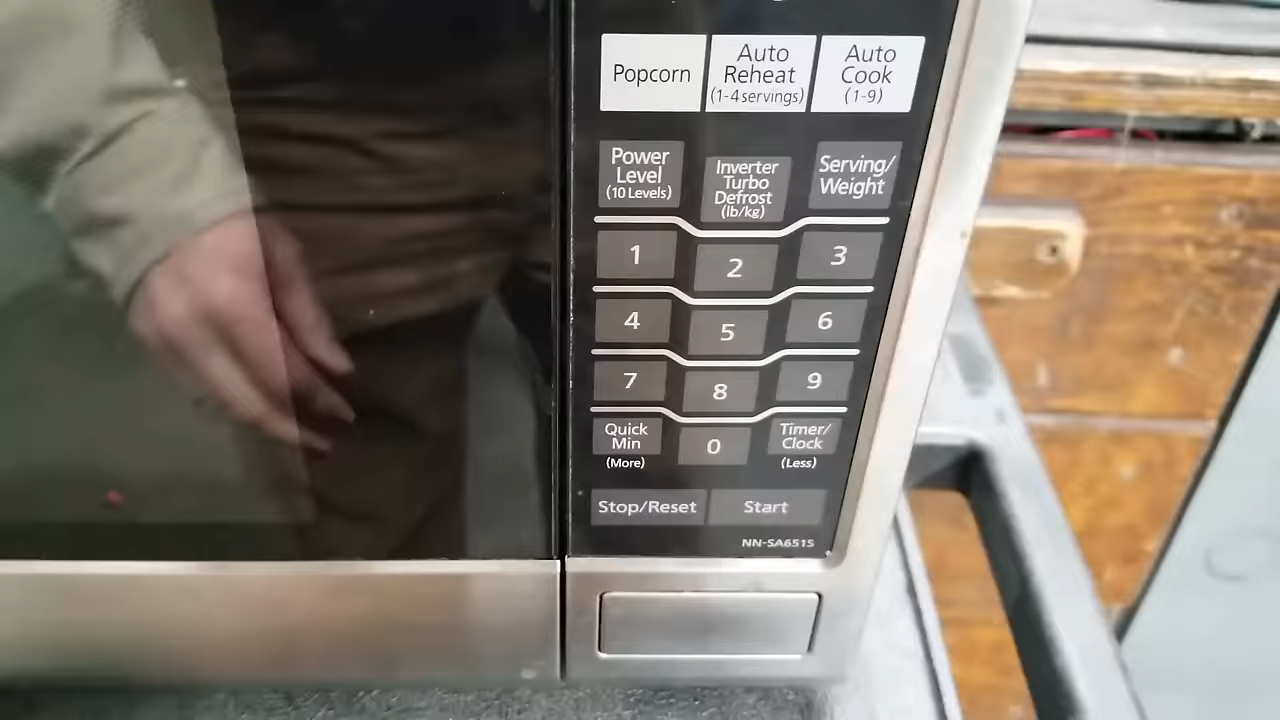 Popcorn
Auto
Reheat
(1-4 servings)
Auto
Cook
(1-9)
Power
Level
(10 Levels)
Inverter
Turbo
Defrost
(lb/kg)
Serving/
Weight
1
2
3
4
5
6
7
8
9
Quick
Min
(More)
0
Timer/
Clock
(Less)
Stop/Reset
Start
NN-SA651S